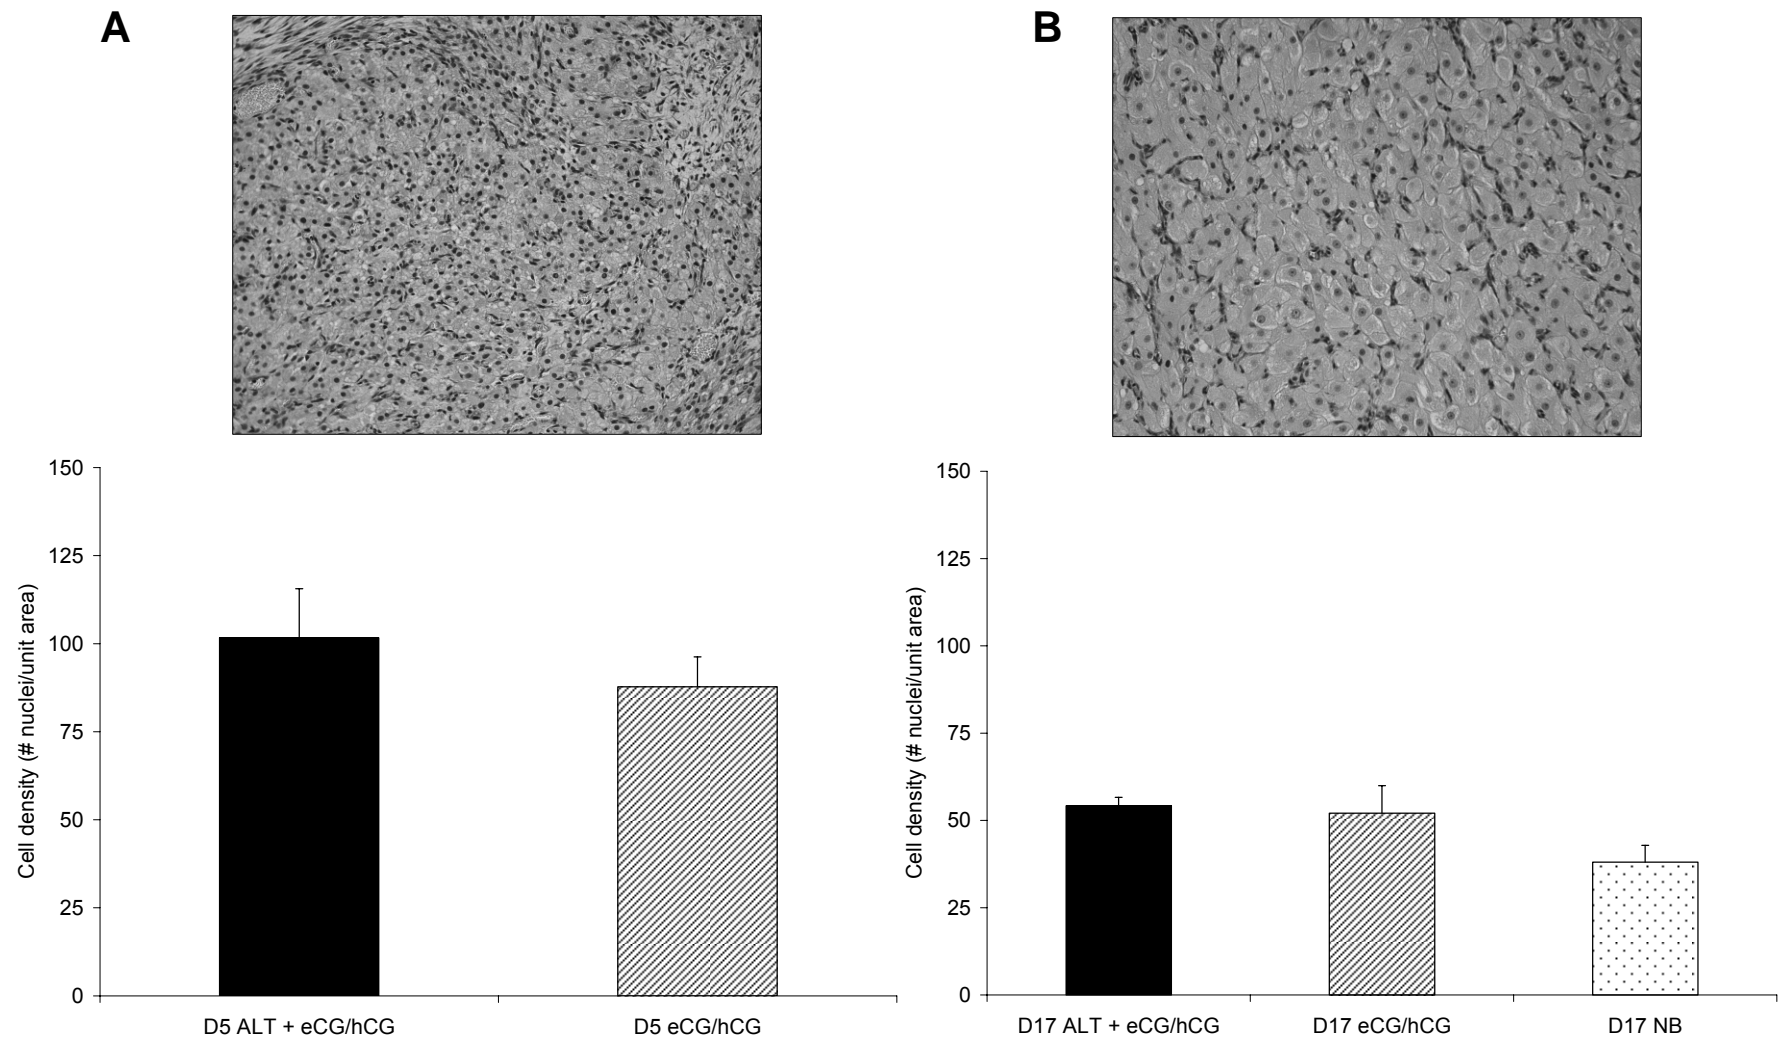 A
B
150
125
100
75
50
25
0
Cell density (# nuclei/unit area)
D5 ALT + eCG/hCG
D5 eCG/hCG
150
125
100
75
50
25
0
Cell density (# nuclei/unit area)
D17 ALT + eCG/hCG
D17 eCG/hCG
D17 NB